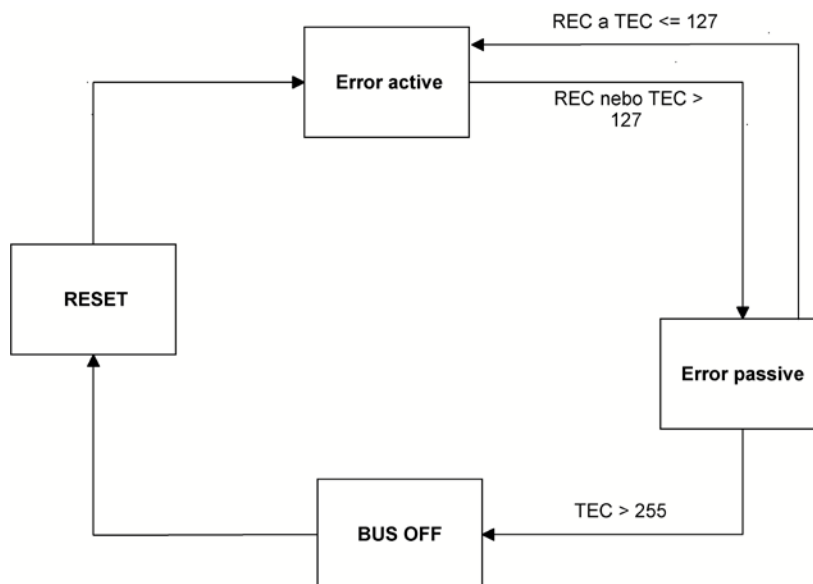 REC a TEC <= 127
Error active
REC nebo TEC >
127
RESET
Error passive
TEC > 255
BUS OFF